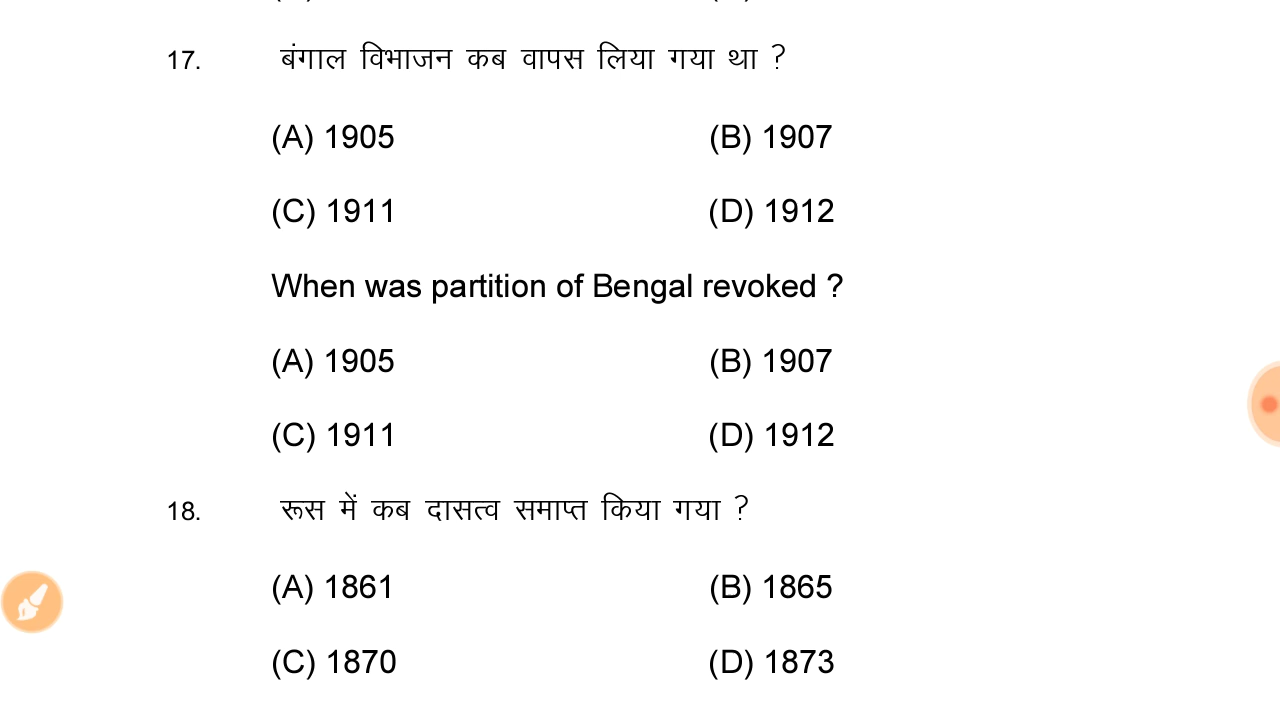 17. बंगाल विभाजन कब वापस लिया गया था ?
(A) 1905 (B) 1907
(C) 1911 (D) 1912
When was partition of Bengal revoked ?
(A) 1905 (B) 1907
(C) 1911 (D) 1912
18. रूस में कब दासत्व समाप्त किया गया ?
(A) 1861 (B) 1865
(C) 1870 (D) 1873